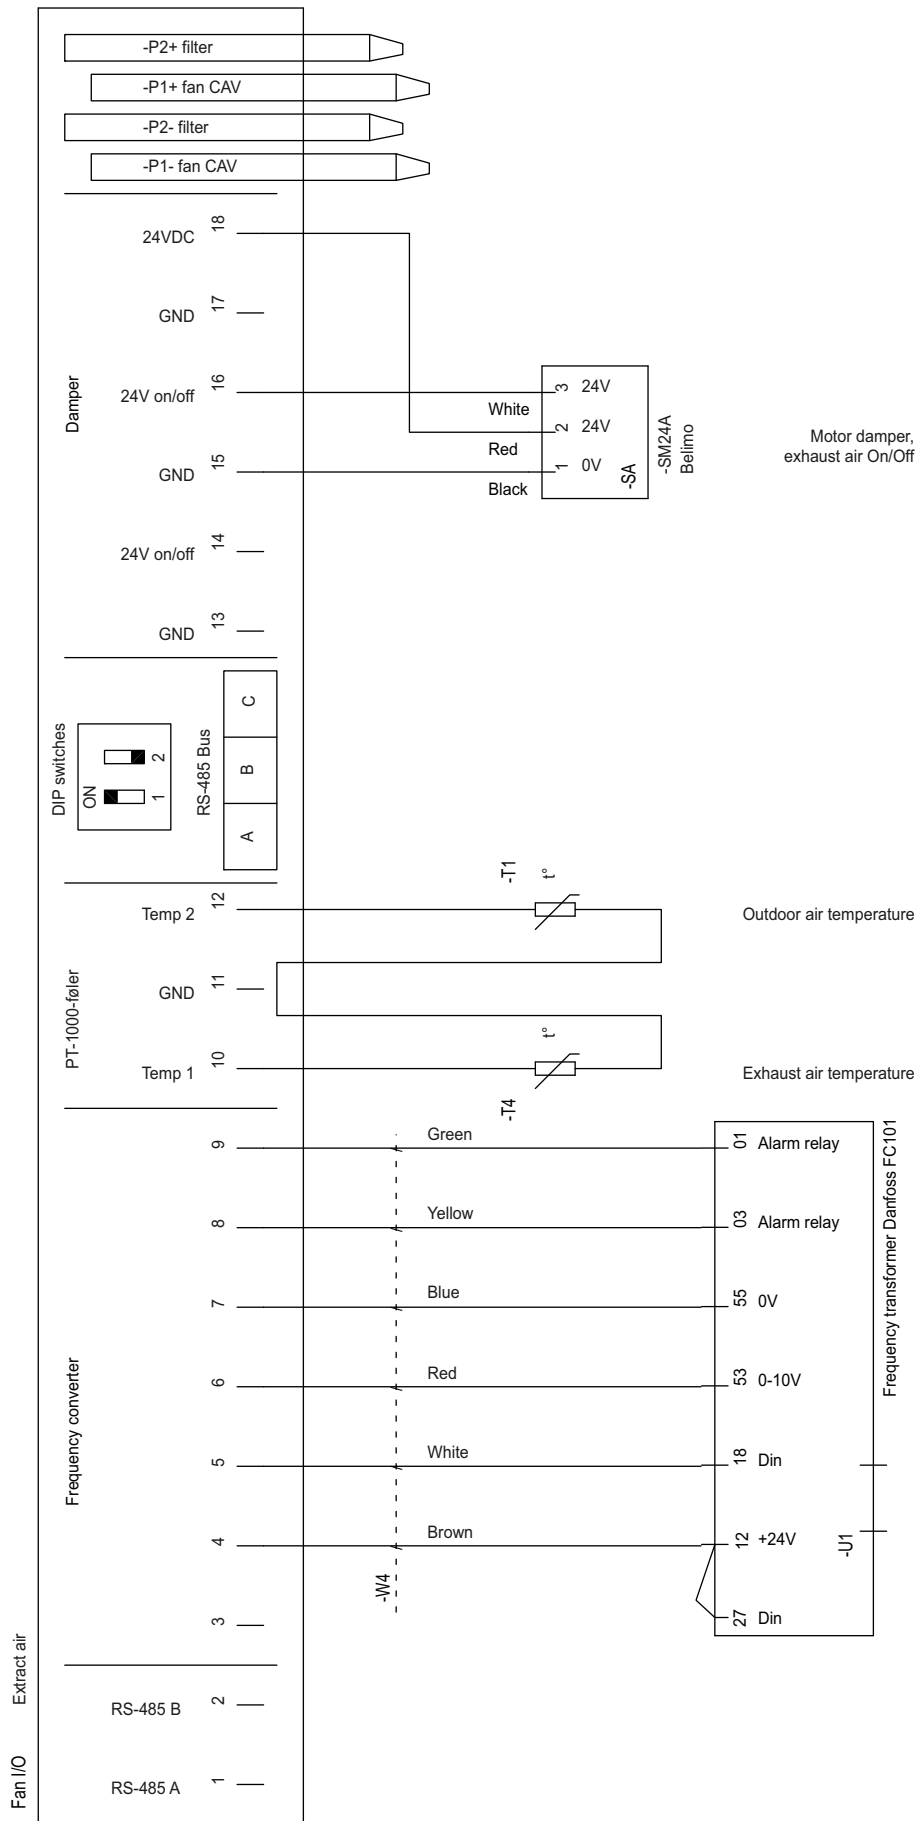 -P2+ filter
-P1+ fan CAV
-P2- filter
-P1- fan CAV
Damper
24VDC 18
GND 17
24V on/off 16
GND 15
24V on/off 14
GND 13
White
Red
Black
3 24V
2 24V
1 0V
-SA
-SM24A
Belimo
Motor damper,
exhaust air On/Off
DIP switches
ON
1 2
RS-485 Bus
A B C
PT-1000-føler
Temp 2 12
GND 11
Temp 1 10
-T1
t°
Outdoor air temperature
t°
-T4
Exhaust air temperature
Frequency converter
9 Green 01 Alarm relay
8 Yellow 03 Alarm relay
7 Blue 55 0V
6 Red 53 0-10V
5 White 18 Din
4 Brown 12 +24V
3
27 Din
-W4
-U1
Frequency transformer Danfoss FC101
RS-485 B 2
RS-485 A 1
Fan I/O Extract air